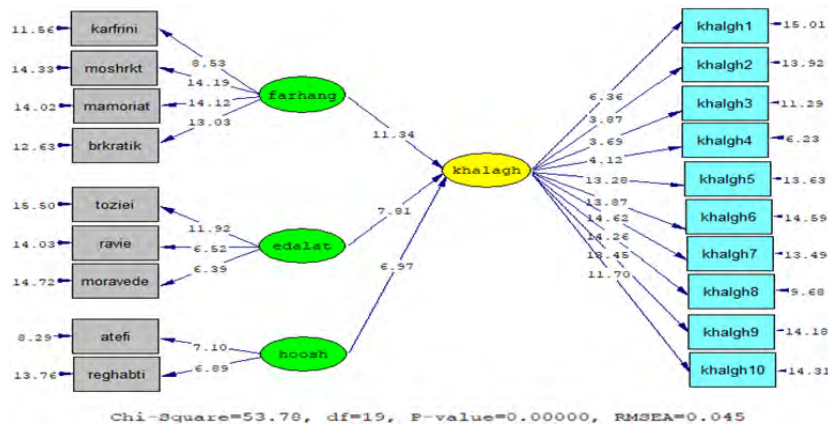 11.56 karfrini
14.33 moshrkt
14.02 mamoriat
12.63 brkratik
15.50 toziei
14.03 ravie
14.72 moravede
8.29 atefi
13.76 reghabti
8.53
14.19
14.12
13.03
11.92
6.52
6.39
7.10
6.89
farhang
edalat
hoosh
11.34
7.81
6.97
khalagh
6.36
3.87
3.69
4.12
13.28
13.87
14.62
14.26
13.45
11.70
khalgh1 15.01
khalgh2 13.92
khalgh3 11.29
khalgh4 6.23
khalgh5 13.63
khalgh6 14.59
khalgh7 13.49
khalgh8 9.68
khalgh9 14.18
khalgh10 14.31
Chi-Square=53.78, df=19, P-value=0.00000, RMSEA=0.045